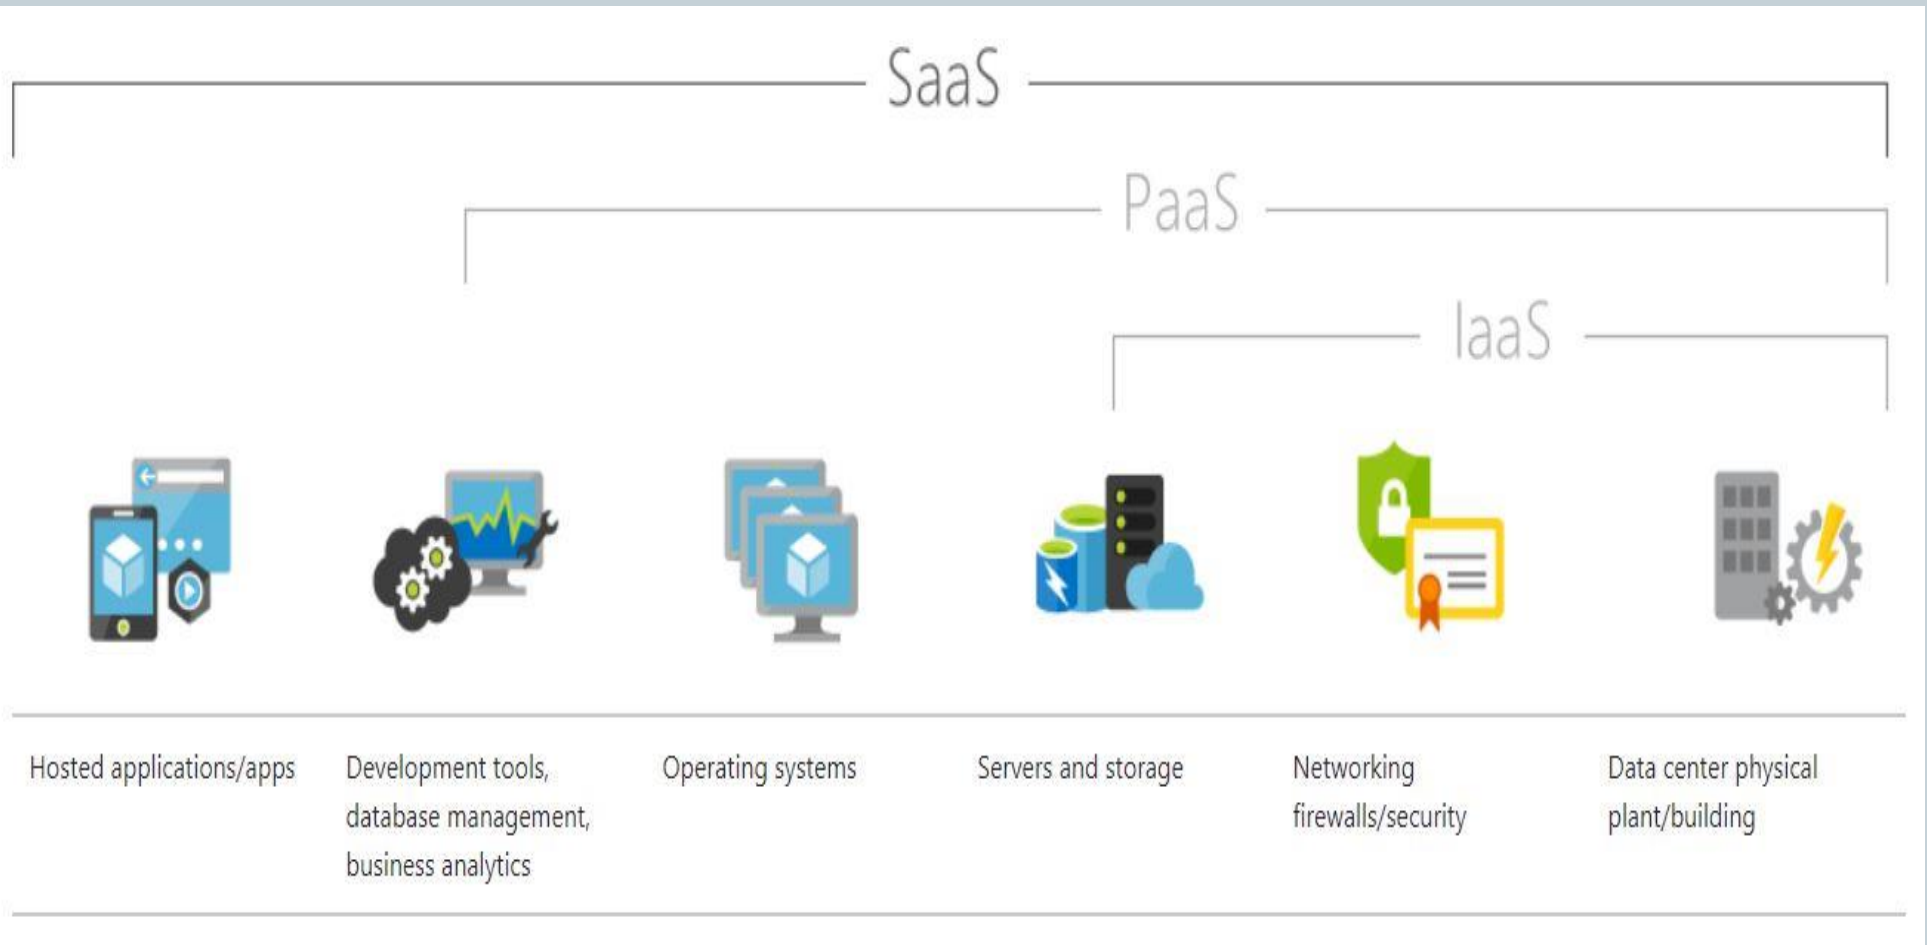 SaaS
PaaS
IaaS
Hosted applications/apps
Development tools,
database management,
business analytics
Operating systems
Servers and storage
Networking
firewalls/security
Data center physical
plant/building